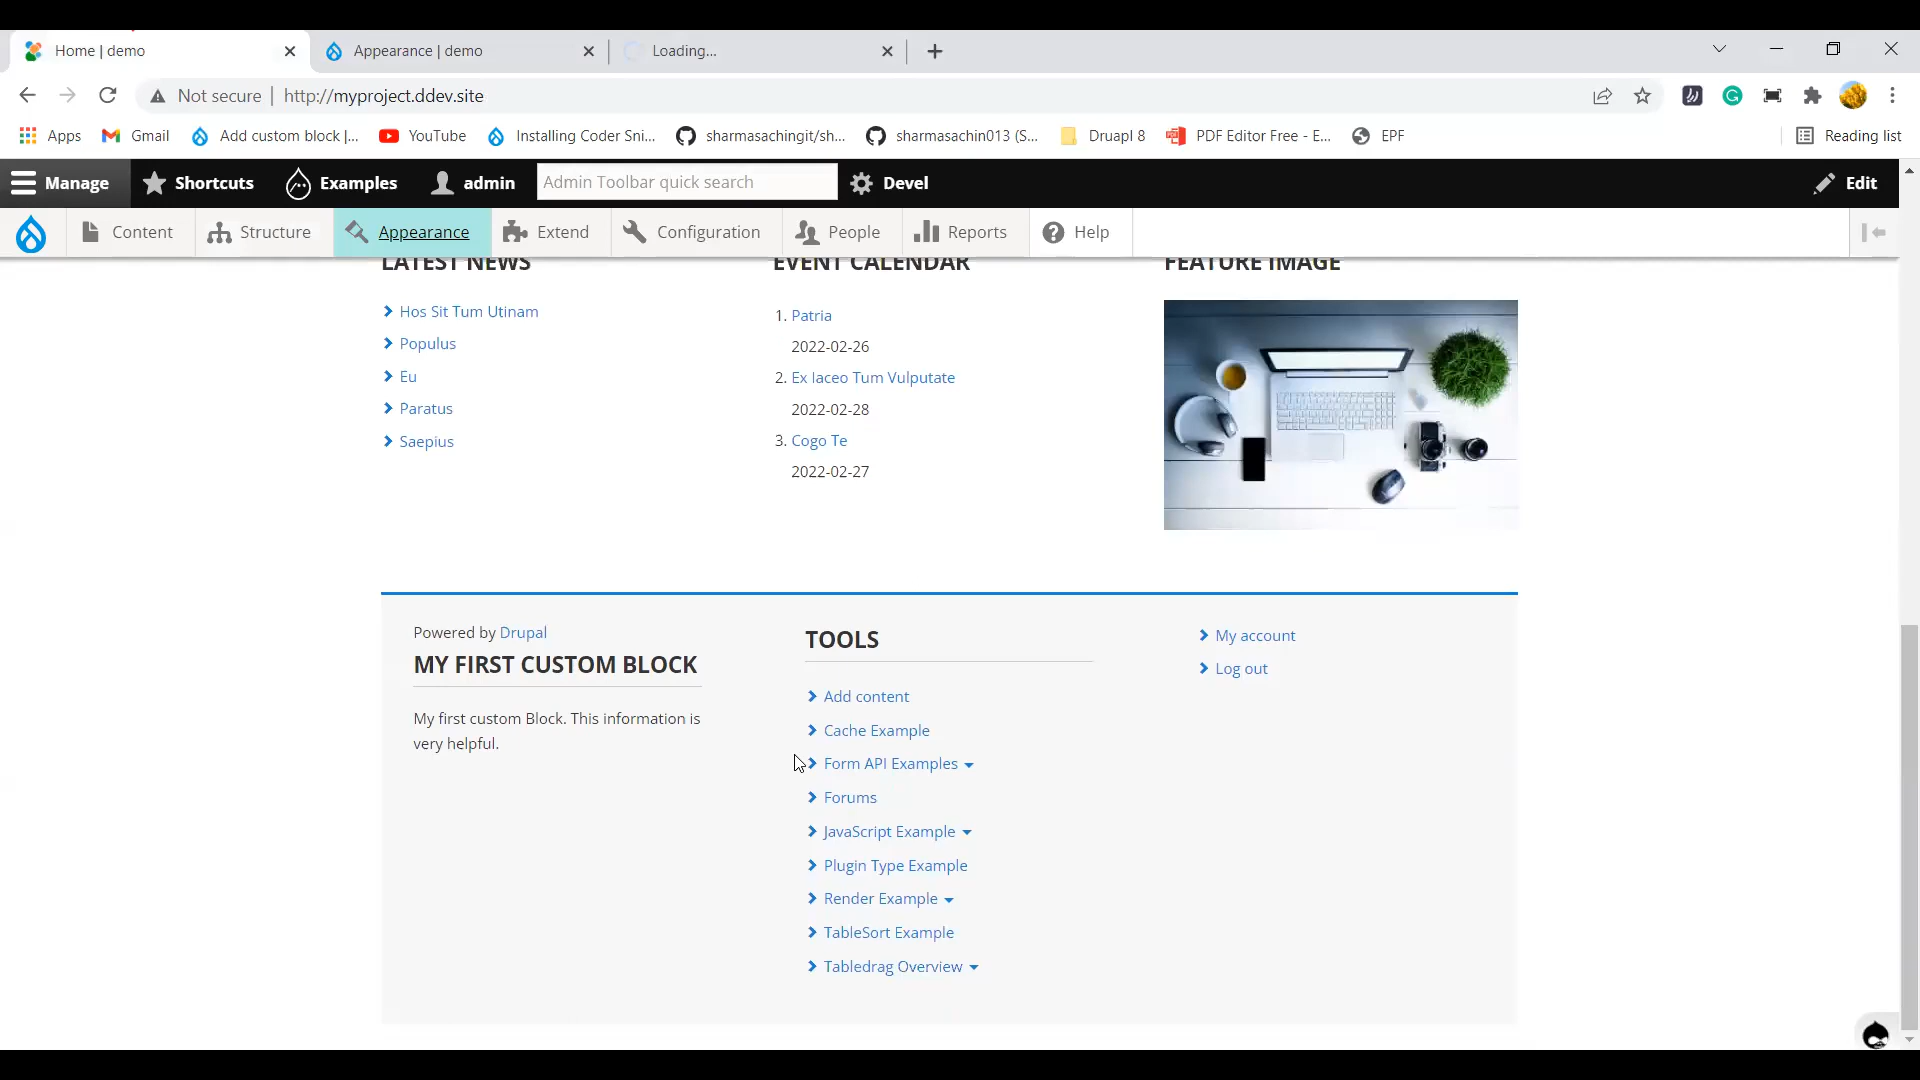 Home | demo
Appearance | demo
Loading...
Not secure | http://myproject.ddev.site
Apps
Gmail
Add custom block |...
YouTube
Installing Coder Sni...
sharmasachingit/sh...
sharmasachin013 (S...
Druapl 8
PDF Editor Free - E...
EPF
Reading list
Manage
Shortcuts
Examples
admin
Admin Toolbar quick search
Devel
Edit
Content
Structure
Appearance
Extend
Configuration
People
Reports
Help
LATEST NEWS
Hos Sit Tum Utinam
Populus
Eu
Paratus
Saepius
EVENT CALENDAR
1. Patria
2022-02-26
2. Ex Iaceo Tum Vulputate
2022-02-28
3. Cogo Te
2022-02-27
FEATURE IMAGE
Powered by Drupal
MY FIRST CUSTOM BLOCK
My first custom Block. This information is
very helpful.
TOOLS
Add content
Cache Example
Form API Examples
Forums
JavaScript Example
Plugin Type Example
Render Example
TableSort Example
Tabledrag Overview
My account
Log out